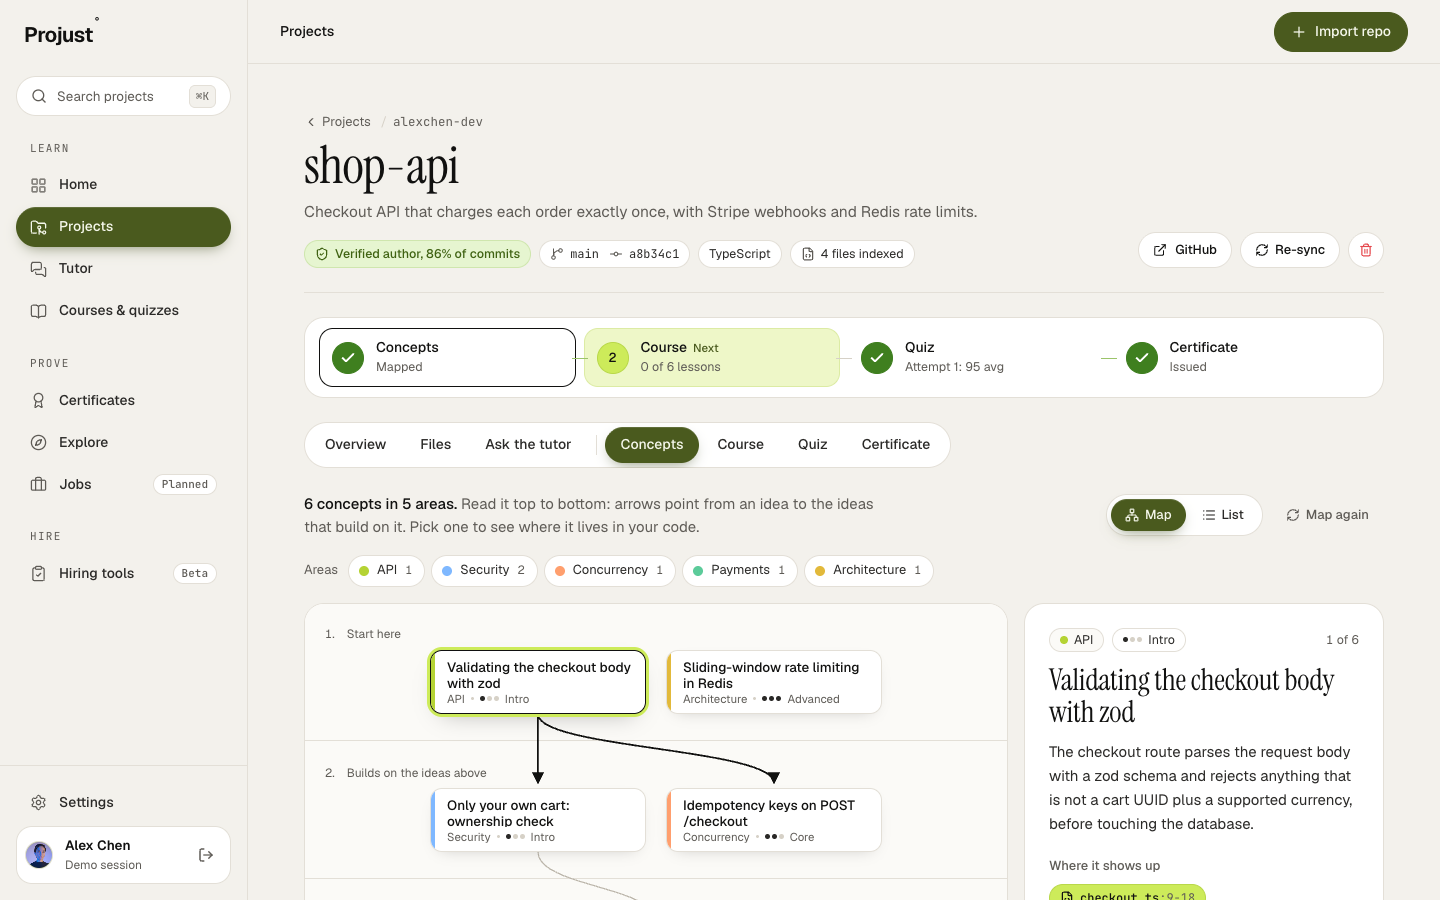 Projust
Search projects ⌘K
LEARN
Home
Projects
Tutor
Courses & quizzes
PROVE
Certificates
Explore
Jobs Planned
HIRE
Hiring tools Beta
Settings
Alex Chen
Demo session
Projects
Import repo
Projects / alexchen-dev
shop-api
Checkout API that charges each order exactly once, with Stripe webhooks and Redis rate limits.
Verified author, 86% of commits
main a8b34c1
TypeScript
4 files indexed
GitHub
Re-sync
Concepts
Mapped
2
Course Next
0 of 6 lessons
Quiz
Attempt 1: 95 avg
Certificate
Issued
Overview Files Ask the tutor Concepts Course Quiz Certificate
6 concepts in 5 areas. Read it top to bottom: arrows point from an idea to the ideas
that build on it. Pick one to see where it lives in your code.
Map List Map again
Areas API 1 Security 2 Concurrency 1 Payments 1 Architecture 1
1. Start here
Validating the checkout body
with zod
API • Intro
Sliding-window rate limiting
in Redis
Architecture • Advanced
2. Builds on the ideas above
Only your own cart:
ownership check
Security • Intro
Idempotency keys on POST
/checkout
Concurrency • Core
API Intro 1 of 6
Validating the checkout body
with zod
The checkout route parses the request body
with a zod schema and rejects anything that
is not a cart UUID plus a supported currency,
before touching the database.
Where it shows up
checkout.ts:9-18